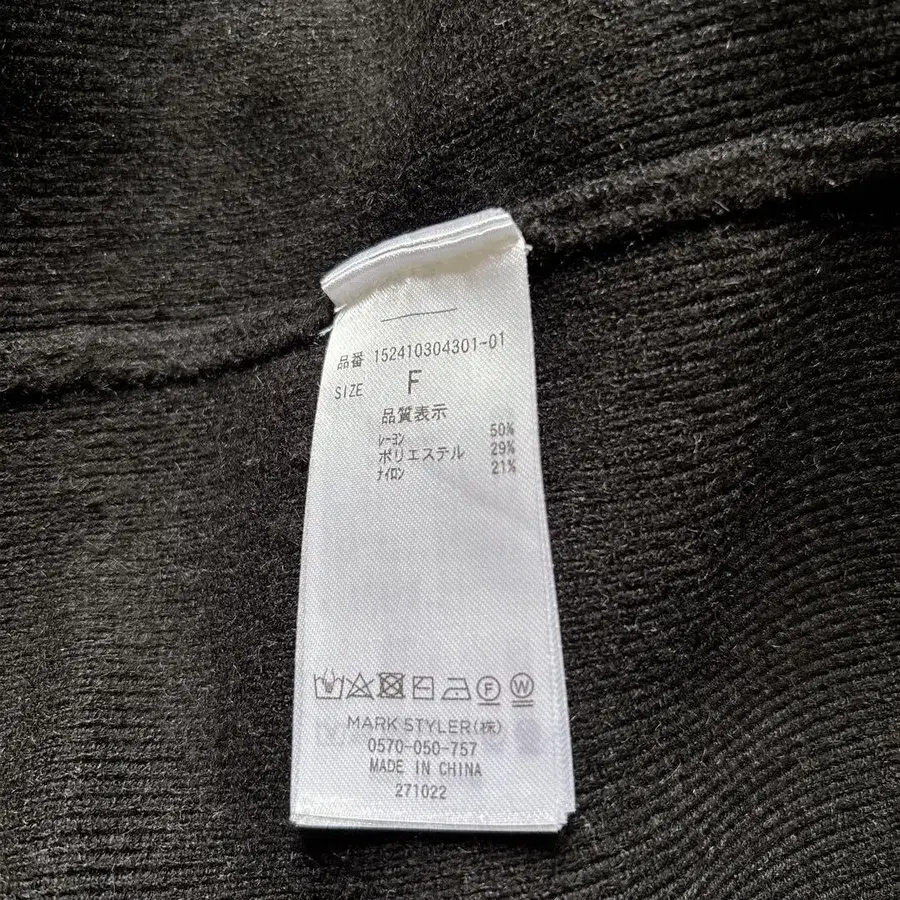 品番 152410304301-01
SIZE F
品質表示
レーヨン 50%
ポリエステル 29%
ナイロン 21%
F W
MARK STYLER(株)
0570-050-757
MADE IN CHINA
271022